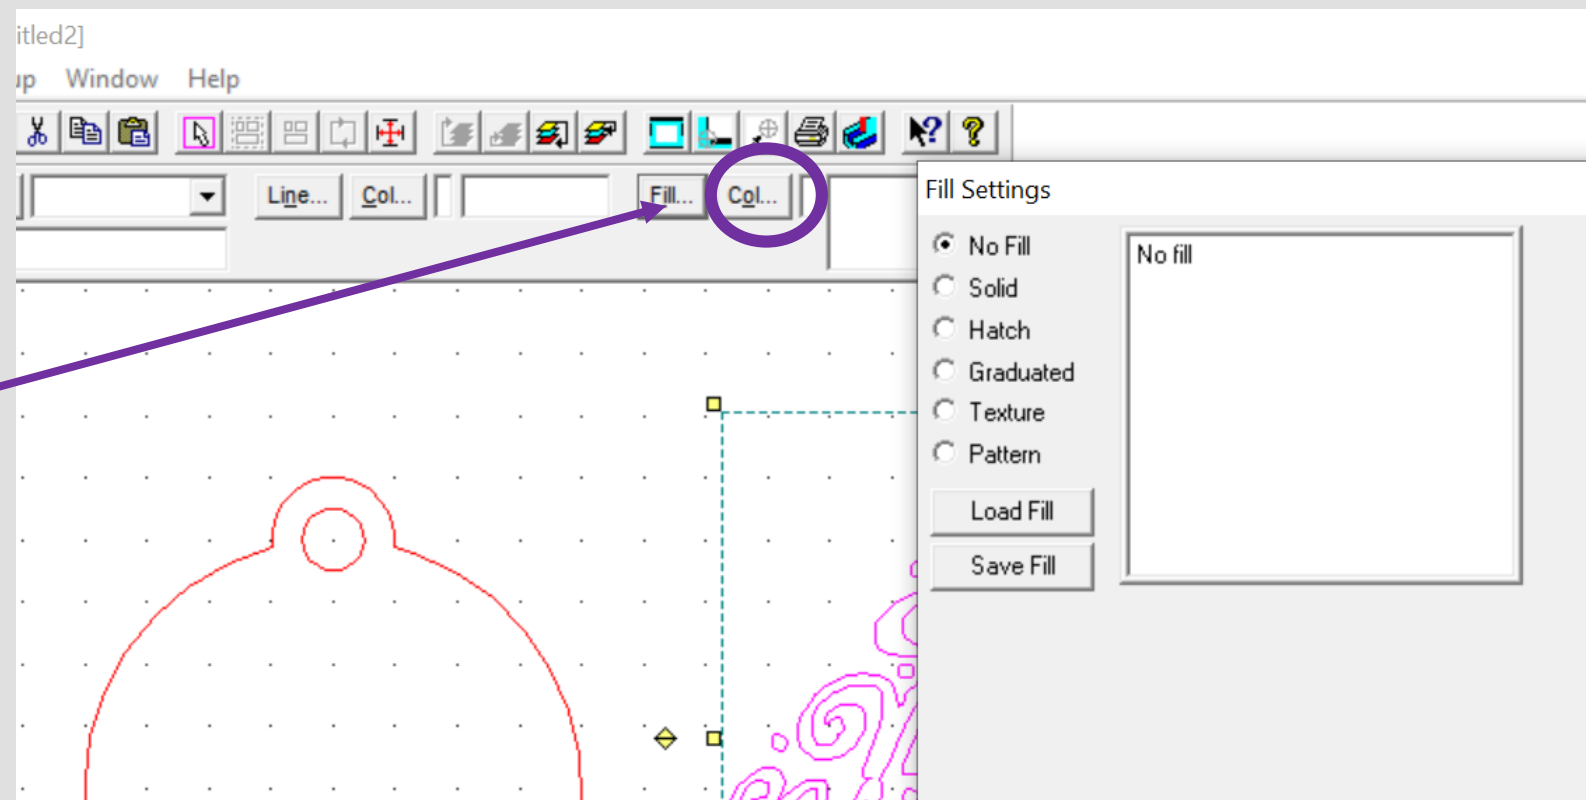 itled2]
up Window Help
Line... Col... Fill... Col...
Fill Settings
No Fill
Solid
Hatch
Graduated
Texture
Pattern
Load Fill
Save Fill
No fill